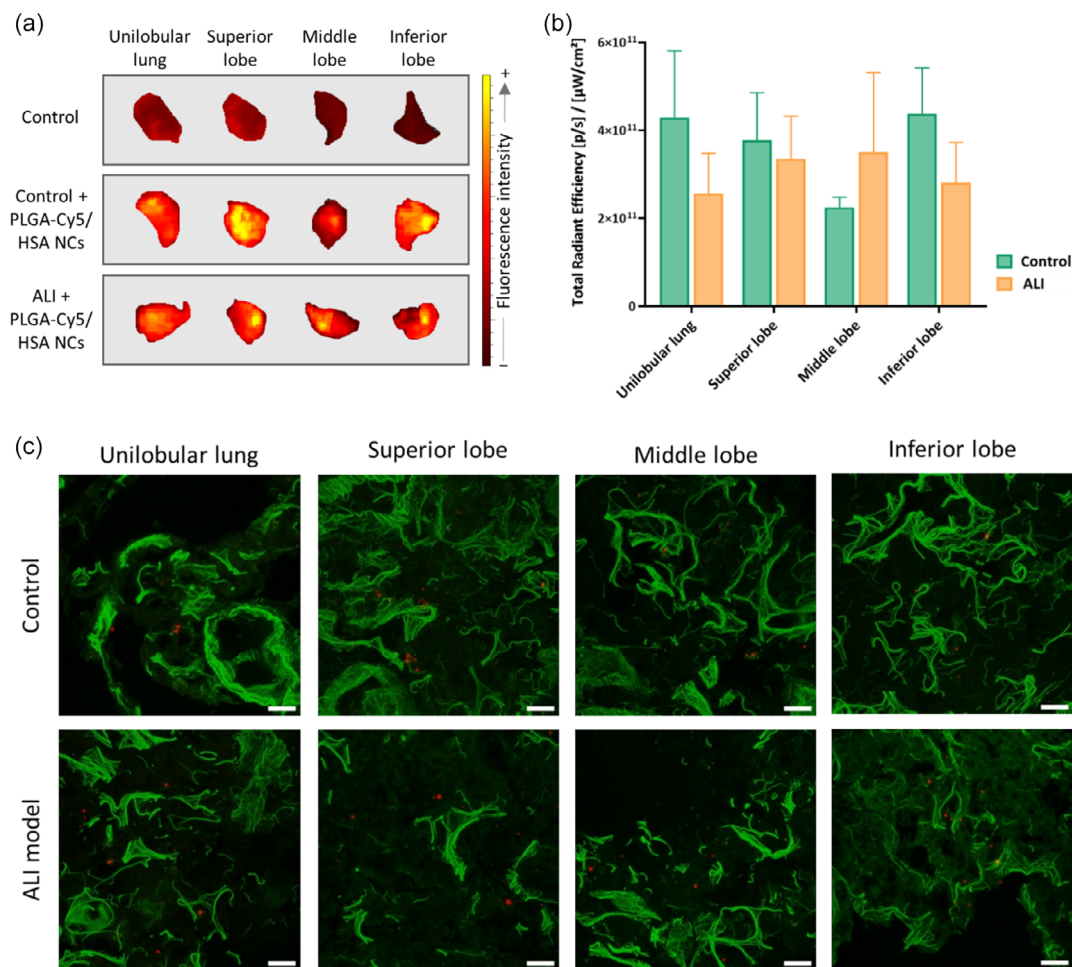 (a)
Unilobular Superior Middle Inferior
lung lobe lobe lobe
Control
Control +
PLGA-Cy5/
HSA NCs
ALI +
PLGA-Cy5/
HSA NCs
+
Fluorescence intensity
−
(b)
Total Radiant Efficiency [p/s] / [µW/cm²]
6×10¹¹
4×10¹¹
2×10¹¹
0
Unilobular lung
Superior lobe
Middle lobe
Inferior lobe
Control
ALI
(c)
Unilobular lung Superior lobe Middle lobe Inferior lobe
Control
ALI model